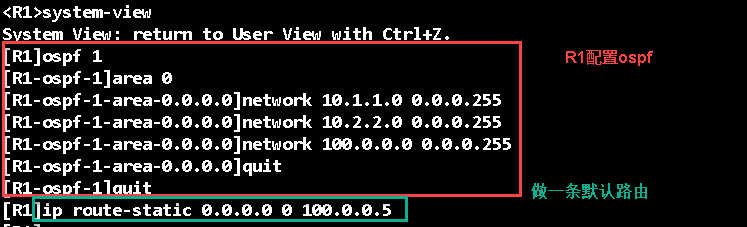 <R1>system-view
System View: return to User View with Ctrl+Z.
[R1]ospf 1
R1配置ospf
[R1-ospf-1]area 0
[R1-ospf-1-area-0.0.0.0]network 10.1.1.0 0.0.0.255
[R1-ospf-1-area-0.0.0.0]network 10.2.2.0 0.0.0.255
[R1-ospf-1-area-0.0.0.0]network 100.0.0.0 0.0.0.255
[R1-ospf-1-area-0.0.0.0]quit
[R1-ospf-1]quit
做一条默认路由
[R1]ip route-static 0.0.0.0 0 100.0.0.5